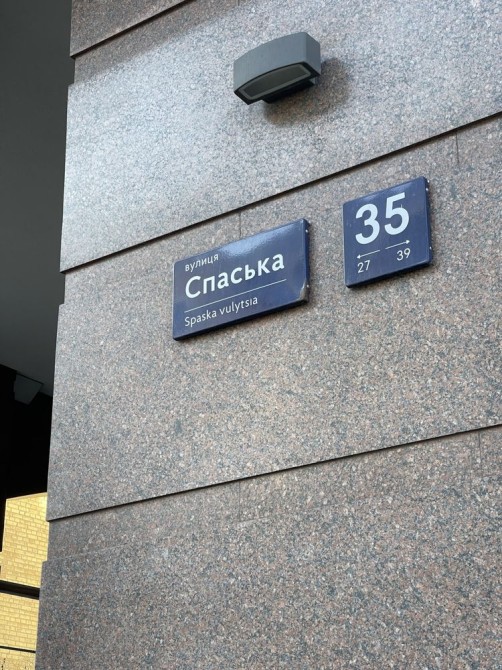 вулиця
Спаська
Spaska vulytsia
35
27 39